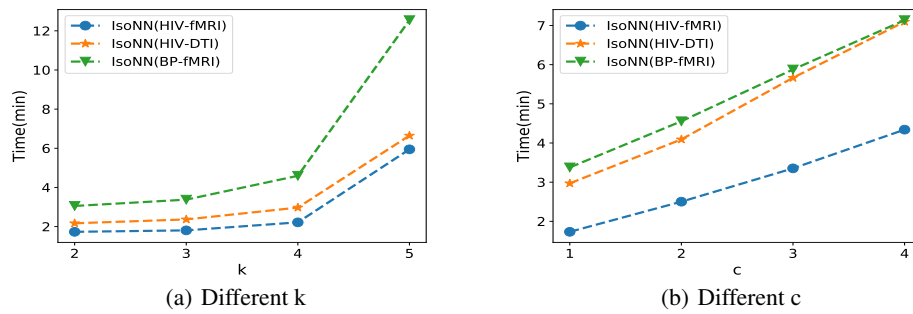 IsoNN(HIV-fMRI)
IsoNN(HIV-DTI)
IsoNN(BP-fMRI)
Time(min)
12
10
8
6
4
2
2 3 4 5
k
(a) Different k
IsoNN(HIV-fMRI)
IsoNN(HIV-DTI)
IsoNN(BP-fMRI)
Time(min)
7
6
5
4
3
2
1 2 3 4
c
(b) Different c